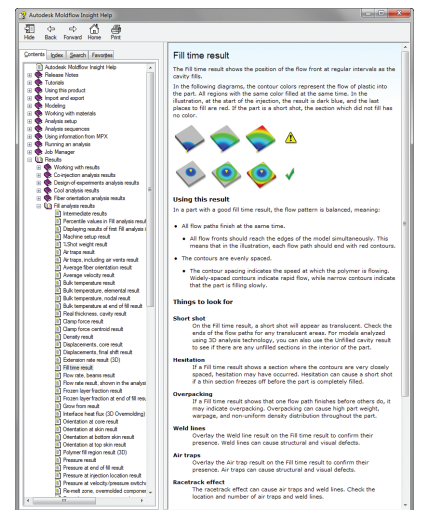 Autodesk Moldflow Insight Help
Hide Back Forward Home Print
Contents Index Search Favorites
Autodesk Moldflow Insight Help
Release Notes
Tutorials
Using this product
Import and export
Modeling
Working with materials
Analysis setup
Analysis sequences
Using information from MPX
Running an analysis
Job Manager
Results
Working with results
Co-injection analysis results
Design-of-experiments analysis results
Cool analysis results
Fiber orientation analysis results
Fill analysis results
Intermediate results
Percentile values in Fill analysis result
Displaying results of first Fill analysis i
Machine setup result
%Shot weight result
Air traps result
Air traps, including air vents result
Average fiber orientation result
Average velocity result
Bulk temperature result
Bulk temperature, elemental result
Bulk temperature, nodal result
Bulk temperature at end of fill result
Real thickness, cavity result
Clamp force result
Clamp force centroid result
Density result
Displacements, core result
Displacements, final shift result
Extension rate result (3D)
Fill time result
Flow rate, beams result
Flow rate result, shown in the analysi
Frozen layer fraction result
Frozen layer fraction at end of fill res
Grow from result
Interface heat flux (3D Overmolding)
Orientation at core result
Orientation at skin result
Orientation at bottom skin result
Orientation at top skin result
Polymer fill region result (3D)
Pressure result
Pressure at end of fill result
Pressure at injection location result
Pressure at velocity/pressure switcho
Re-melt zone, overmolded componer
Fill time result
The Fill time result shows the position of the flow front at regular intervals as the
cavity fills.
In the following diagrams, the contour colors represent the flow of plastic into
the part. All regions with the same color filled at the same time. In the
illustration, at the start of the injection, the result is dark blue, and the last
places to fill are red. If the part is a short shot, the section which did not fill has
no color.
Using this result
In a part with a good fill time result, the flow pattern is balanced, meaning:
• All flow paths finish at the same time.
• All flow fronts should reach the edges of the model simultaneously. This
means that in the illustration, each flow path should end with red contours.
• The contours are evenly spaced.
• The contour spacing indicates the speed at which the polymer is flowing.
Widely-spaced contours indicate rapid flow, while narrow contours indicate
that the part is filling slowly.
Things to look for
Short shot
On the Fill time result, a short shot will appear as translucent. Check the
ends of the flow paths for any translucent areas. For models analyzed
using 3D analysis technology, you can also use the Unfilled cavity result
to see if there are any unfilled sections in the interior of the part.
Hesitation
If a Fill time result shows a section where the contours are very closely
spaced, hesitation may have occurred. Hesitation can cause a short shot
if a thin section freezes off before the part is completely filled.
Overpacking
If a Fill time result shows that one flow path finishes before others do, it
may indicate overpacking. Overpacking can cause high part weight,
warpage, and non-uniform density distribution throughout the part.
Weld lines
Overlay the Weld line result on the Fill time result to confirm their
presence. Weld lines can cause structural and visual defects.
Air traps
Overlay the Air trap result on the Fill time result to confirm their
presence. Air traps can cause structural and visual defects.
Racetrack effect
The racetrack effect can cause air traps and weld lines. Check the
location and number of air traps and weld lines.